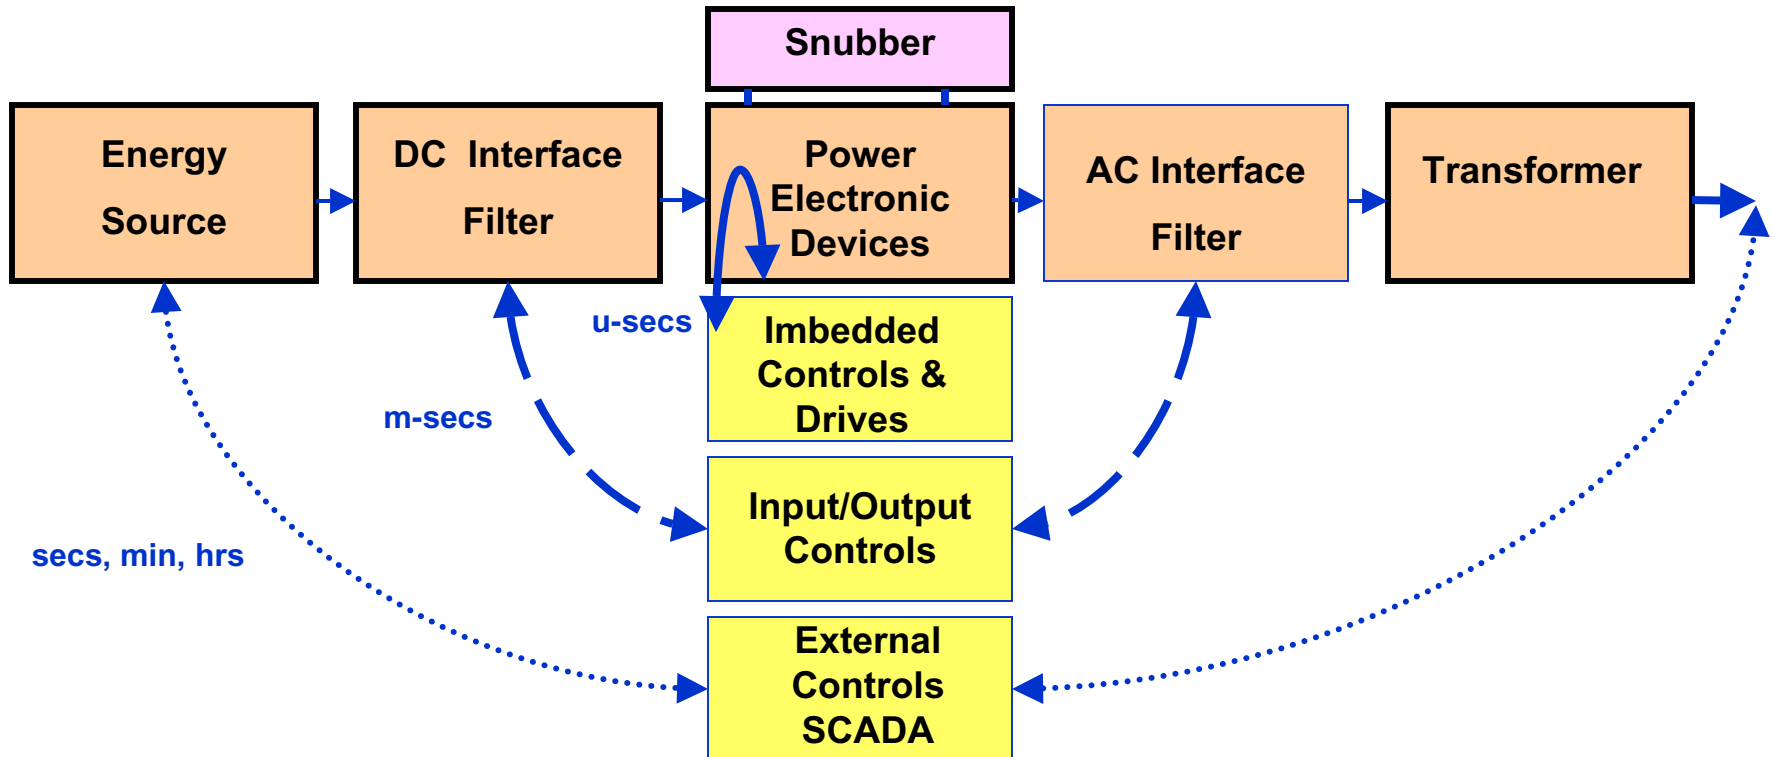 Snubber
Energy
Source
DC Interface
Filter
Power
Electronic
Devices
AC Interface
Filter
Transformer
u-secs
Imbedded
Controls &
Drives
m-secs
Input/Output
Controls
secs, min, hrs
External
Controls
SCADA